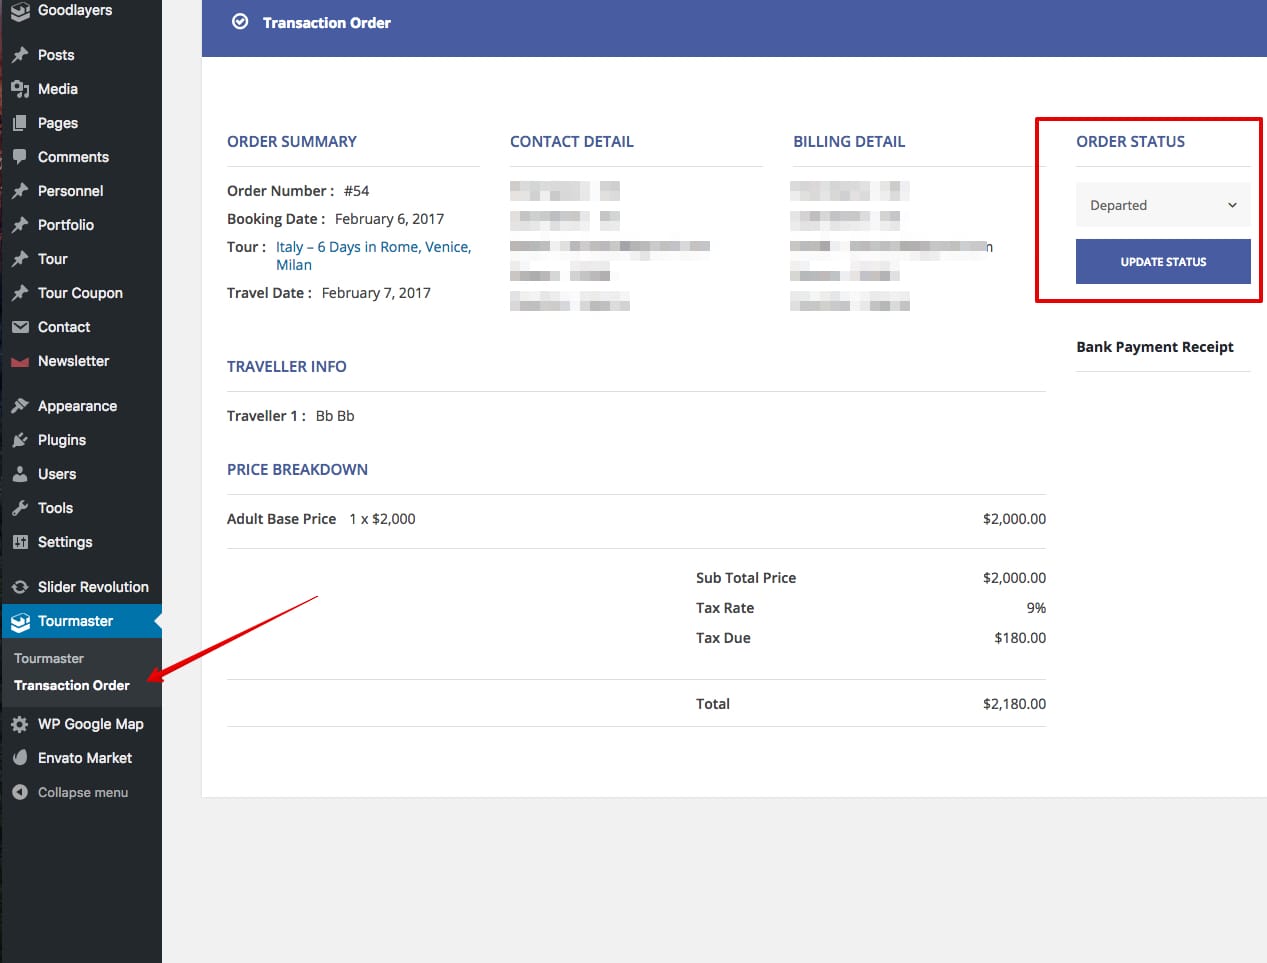 Goodlayers
Posts
Media
Pages
Comments
Personnel
Portfolio
Tour
Tour Coupon
Contact
Newsletter
Appearance
Plugins
Users
Tools
Settings
Slider Revolution
Tourmaster
Tourmaster
Transaction Order
WP Google Map
Envato Market
Collapse menu
Transaction Order
ORDER SUMMARY
Order Number : #54
Booking Date : February 6, 2017
Tour : Italy – 6 Days in Rome, Venice,
Milan
Travel Date : February 7, 2017
CONTACT DETAIL
BILLING DETAIL
ORDER STATUS
Departed
UPDATE STATUS
Bank Payment Receipt
TRAVELLER INFO
Traveller 1 : Bb Bb
PRICE BREAKDOWN
Adult Base Price 1 x $2,000 $2,000.00
Sub Total Price $2,000.00
Tax Rate 9%
Tax Due $180.00
Total $2,180.00